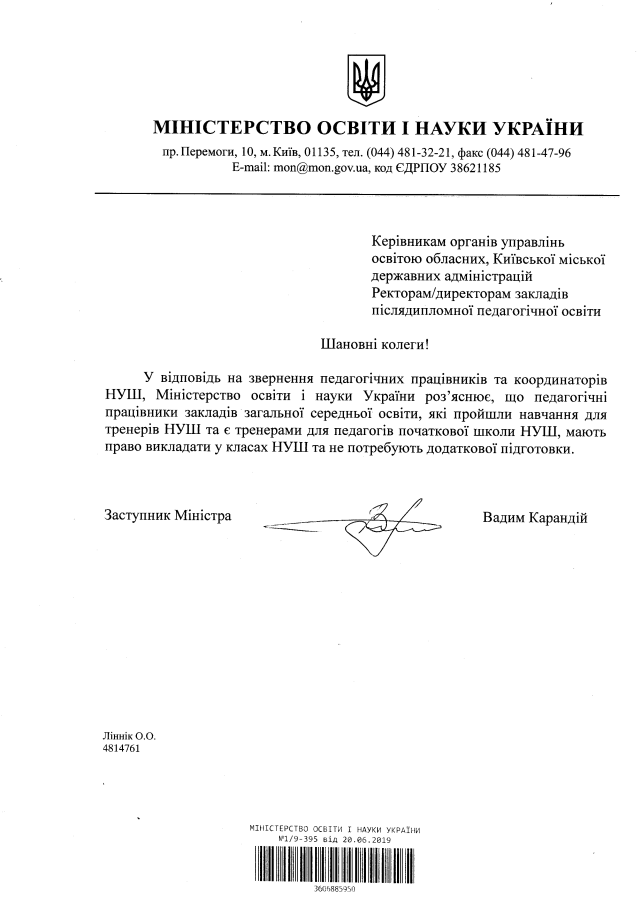 МІНІСТЕРСТВО ОСВІТИ І НАУКИ УКРАЇНИ
пр. Перемоги, 10, м. Київ, 01135, тел. (044) 481-32-21, факс (044) 481-47-96
E-mail: mon@mon.gov.ua, код ЄДРПОУ 38621185
Керівникам органів управлінь
освітою обласних, Київської міської
державних адміністрацій
Ректорам/директорам закладів
післядипломної педагогічної освіти
Шановні колеги!
У відповідь на звернення педагогічних працівників та координаторів
НУШ, Міністерство освіти і науки України роз’яснює, що педагогічні
працівники закладів загальної середньої освіти, які пройшли навчання для
тренерів НУШ та є тренерами для педагогів початкової школи НУШ, мають
право викладати у класах НУШ та не потребують додаткової підготовки.
Заступник Міністра
Вадим Карандій
Ліннік О.О.
4814761
МІНІСТЕРСТВО ОСВІТИ І НАУКИ УКРАЇНИ
№1/9-395 від 20.06.2019
3606885950